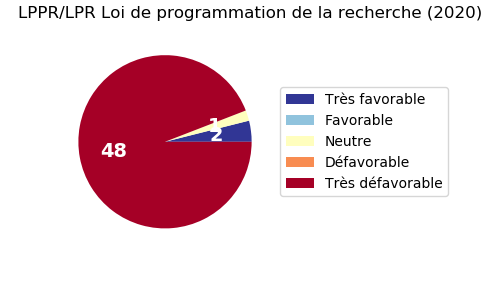 LPPR/LPR Loi de programmation de la recherche (2020)
1
2
48
Très favorable
Favorable
Neutre
Défavorable
Très défavorable